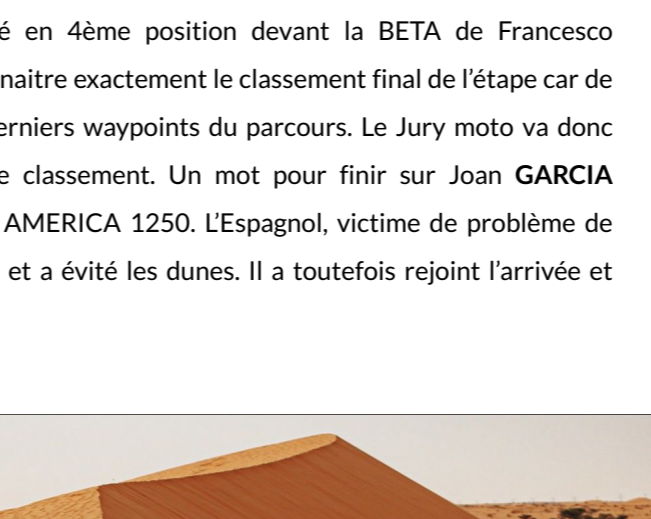 é en 4ème position devant la BETA de Francesco
naitre exactement le classement final de l’étape car de
erniers waypoints du parcours. Le Jury moto va donc
e classement. Un mot pour finir sur Joan GARCIA
AMERICA 1250. L’Espagnol, victime de problème de
et a évité les dunes. Il a toutefois rejoint l’arrivée et